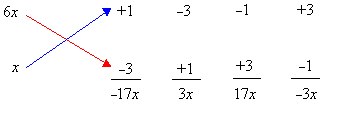 6x +1 –3 –1 +3
x –3 +1 +3 –1
–17x 3x 17x –3x